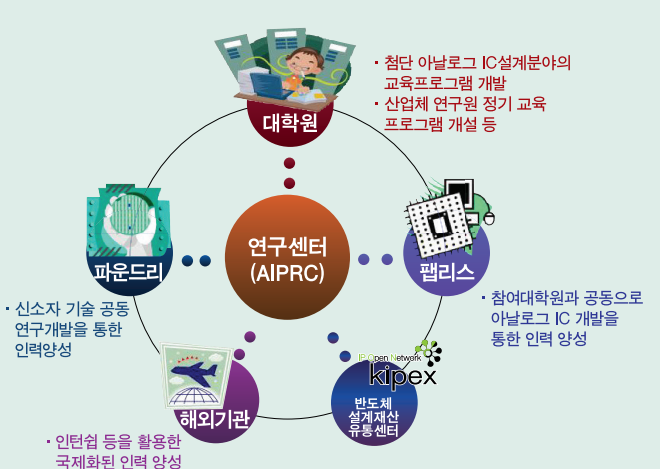 대학원
· 첨단 아날로그 IC설계분야의
교육프로그램 개발
· 산업체 연구원 정기 교육
프로그램 개설 등
연구센터
(AIPRC)
파운드리
· 신소자 기술 공동
연구개발을 통한
인력양성
팹리스
· 참여대학원과 공동으로
아날로그 IC 개발을
통한 인력 양성
해외기관
· 인턴쉽 등을 활용한
국제화된 인력 양성
IP Open Network
kipex
반도체
설계재산
유통센터